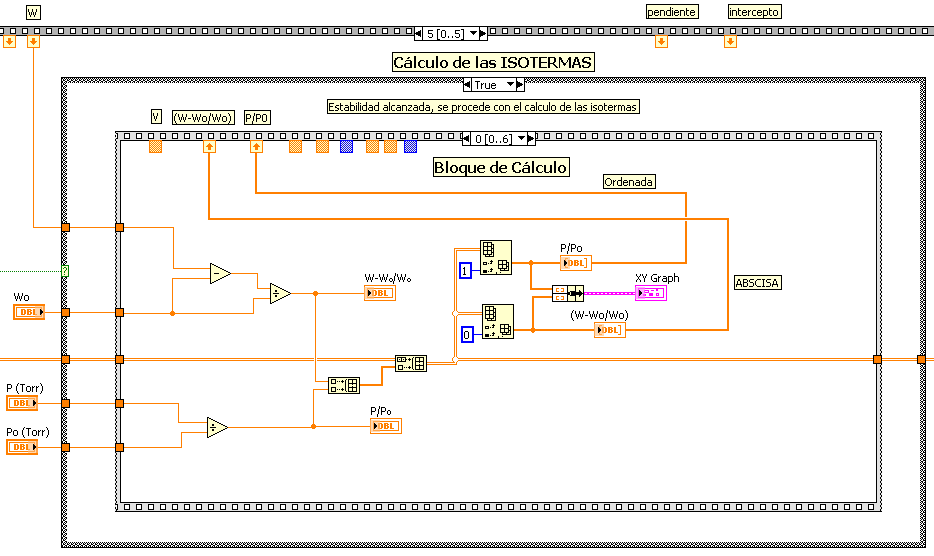 W
pendiente
intercepto
5 [0..5]
Cálculo de las ISOTERMAS
True
Estabilidad alcanzada, se procede con el calculo de las isotermas
V
(W-Wo/Wo)
P/P0
0 [0..6]
Bloque de Cálculo
Ordenada
P/Po
DBL
1
?
W-Wo/Wo
DBL
XY Graph
ABSCISA
Wo
DBL
(W-Wo/Wo)
DBL
0
P (Torr)
DBL
P/Po
DBL
Po (Torr)
DBL